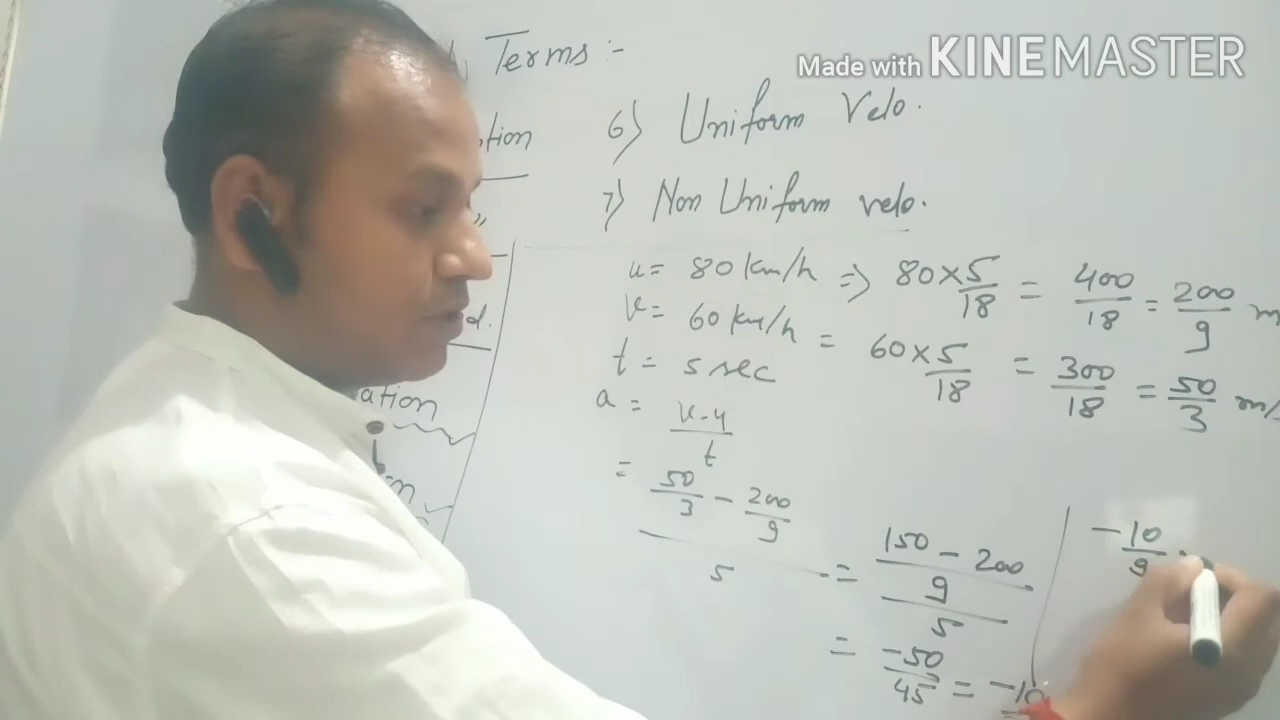 Terms :-
Made with KINEMASTER
6) Uniform Velo.
7) Non Uniform velo.
u = 80 km/h => 80 × 5/18 = 400/18 = 200/9 m
v = 60 km/h = 60 × 5/18 = 300/18 = 50/3 m/
t = 5 sec
a = v-u/t
= 50/3 - 200/9 / 5 = 150 - 200/9 / 5
= -50/45 = -10
-10/9